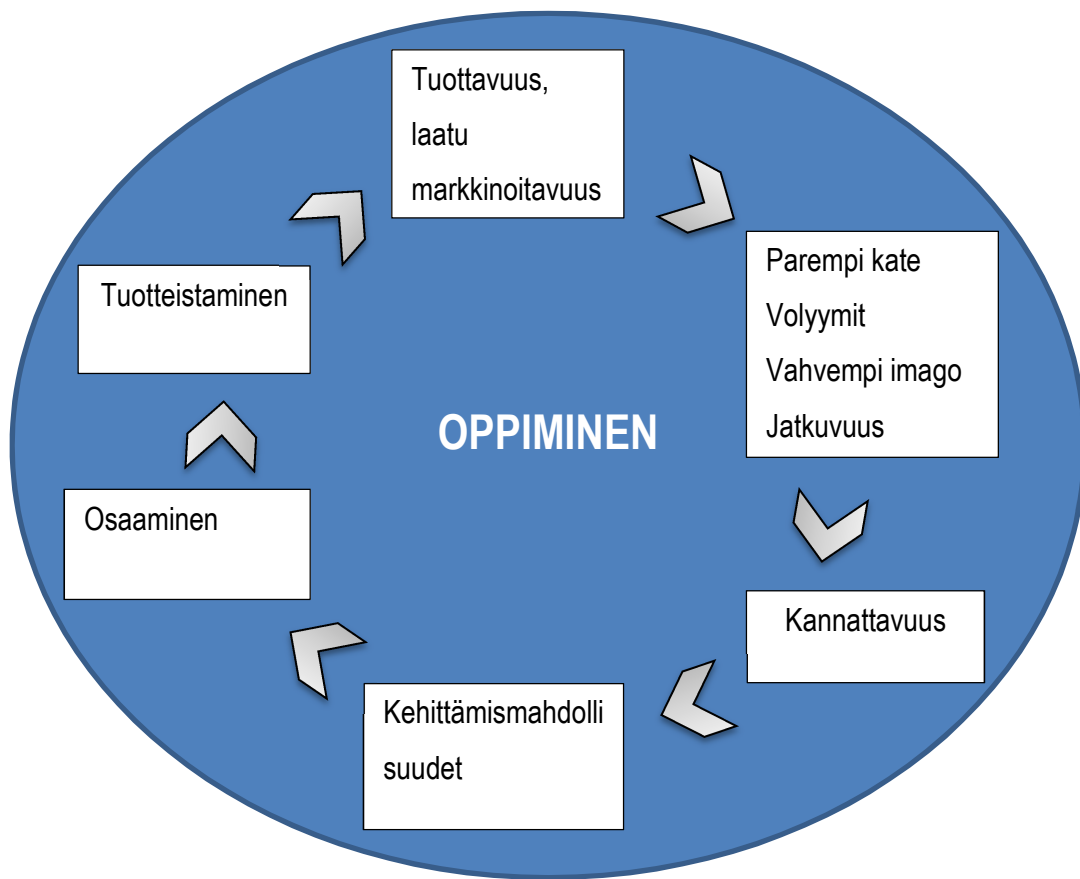 Tuottavuus,
laatu
markkinoitavuus
Parempi kate
Volyymit
Vahvempi imago
Jatkuvuus
Kannattavuus
Kehittämismahdolli
suudet
Osaaminen
Tuotteistaminen
OPPIMINEN